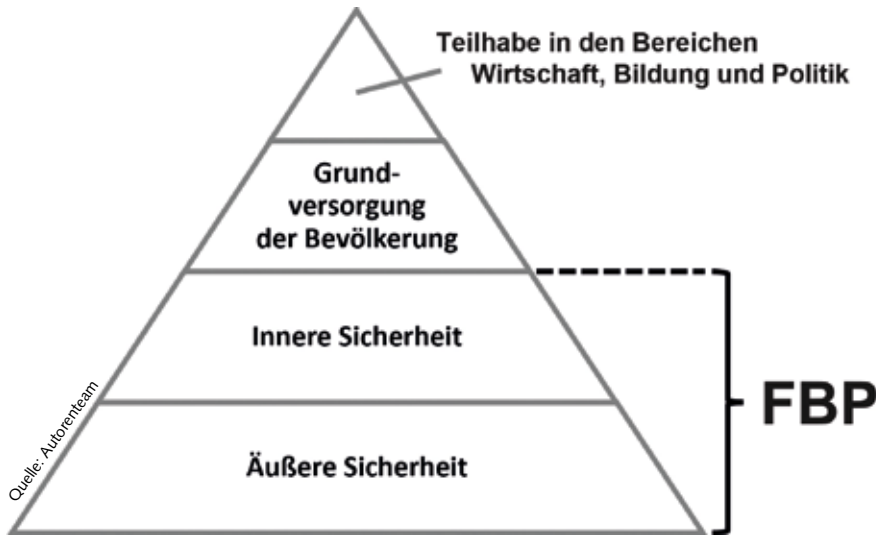 Teilhabe in den Bereichen
Wirtschaft, Bildung und Politik
Grund-
versorgung
der Bevölkerung
Innere Sicherheit
FBP
Äußere Sicherheit
Quelle: Autorenteam